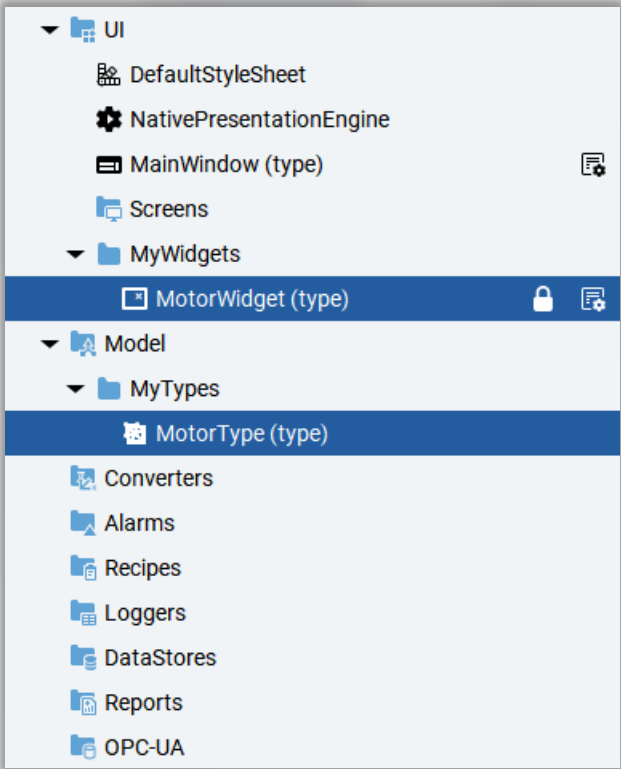 UI
DefaultStyleSheet
NativePresentationEngine
MainWindow (type)
Screens
MyWidgets
MotorWidget (type)
Model
MyTypes
MotorType (type)
Converters
Alarms
Recipes
Loggers
DataStores
Reports
OPC-UA